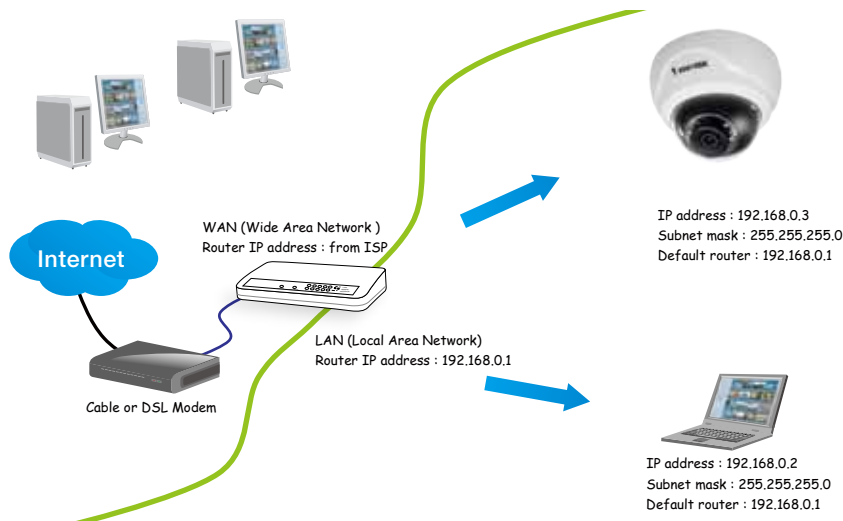 WAN (Wide Area Network )
Router IP address : from ISP
Internet
LAN (Local Area Network)
Router IP address : 192.168.0.1
Cable or DSL Modem
IP address : 192.168.0.3
Subnet mask : 255.255.255.0
Default router : 192.168.0.1
IP address : 192.168.0.2
Subnet mask : 255.255.255.0
Default router : 192.168.0.1